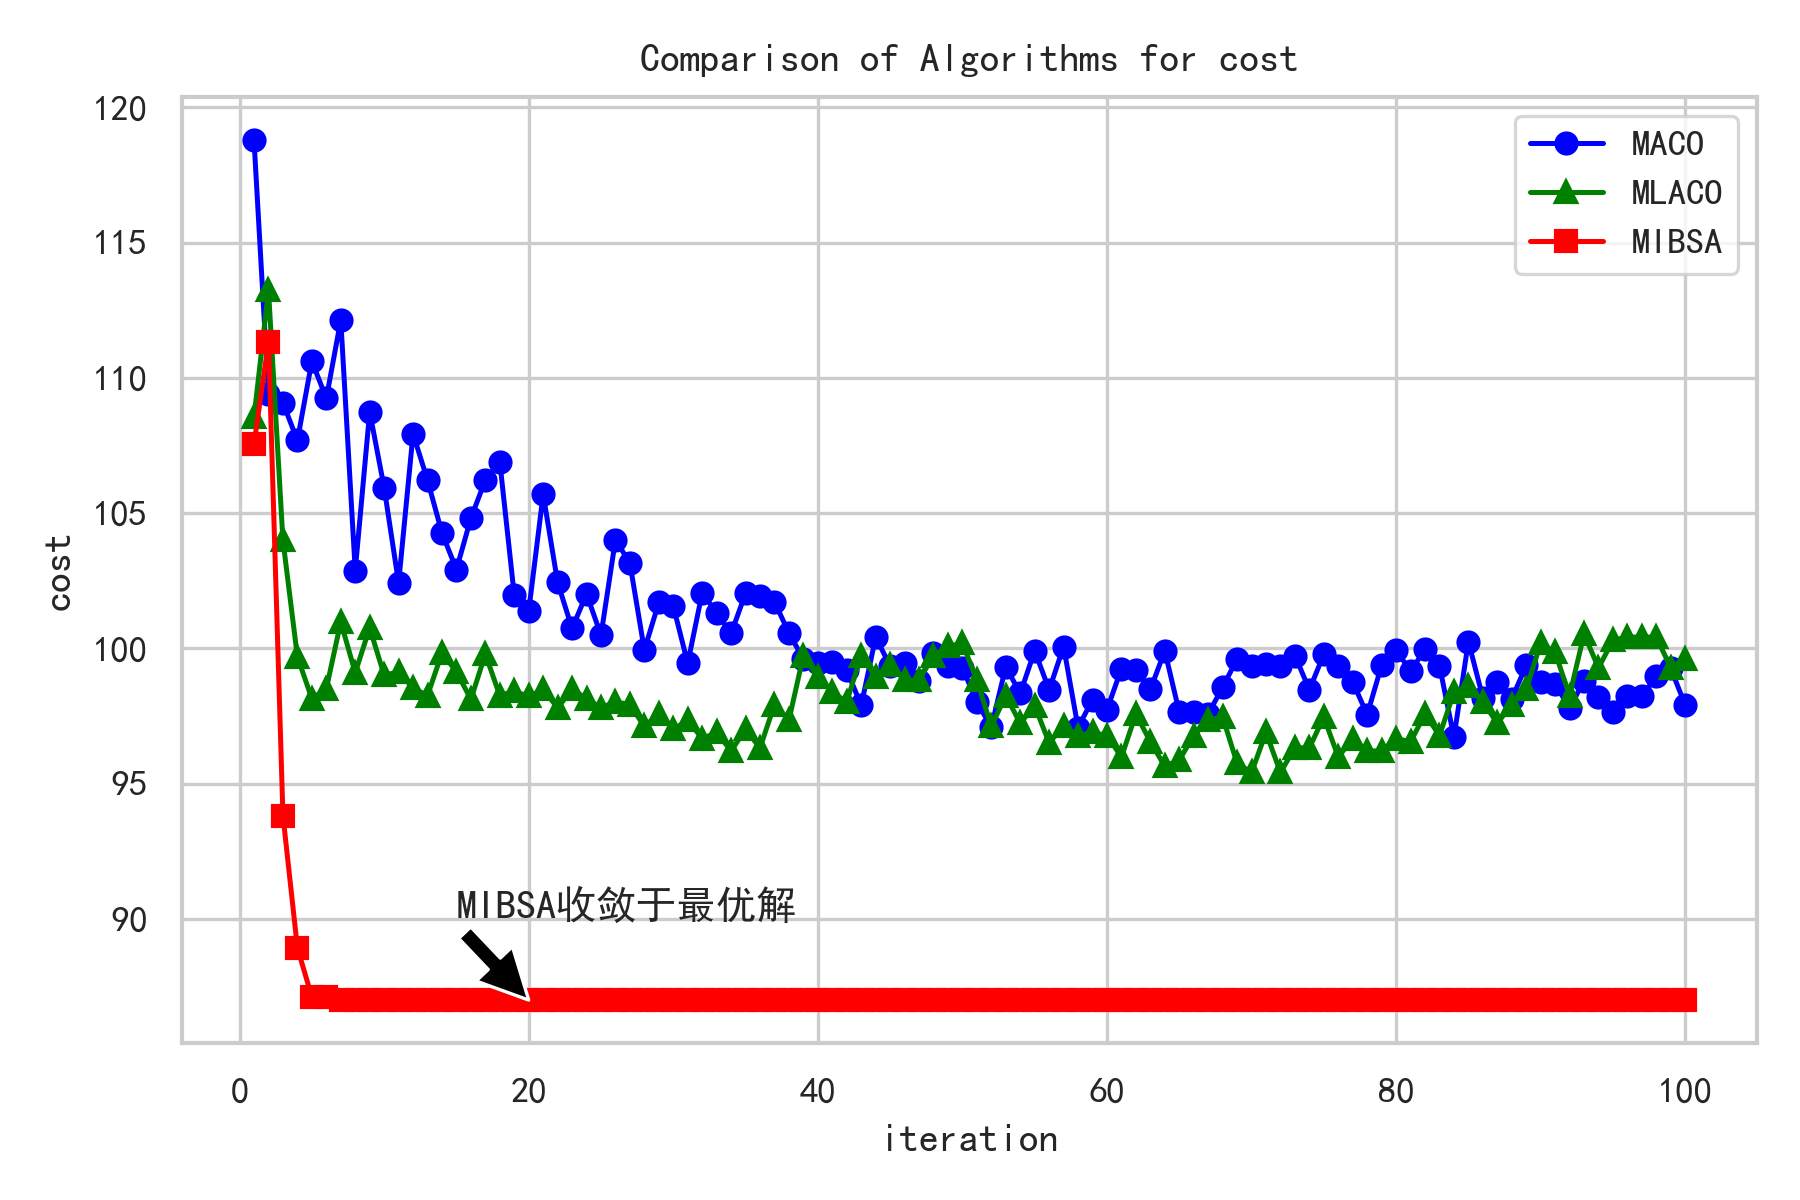 Comparison of Algorithms for cost
120
115
110
105
100
95
90
cost
MACO
MLACO
MIBSA
MIBSA收敛于最优解
0
20
40
60
80
100
iteration